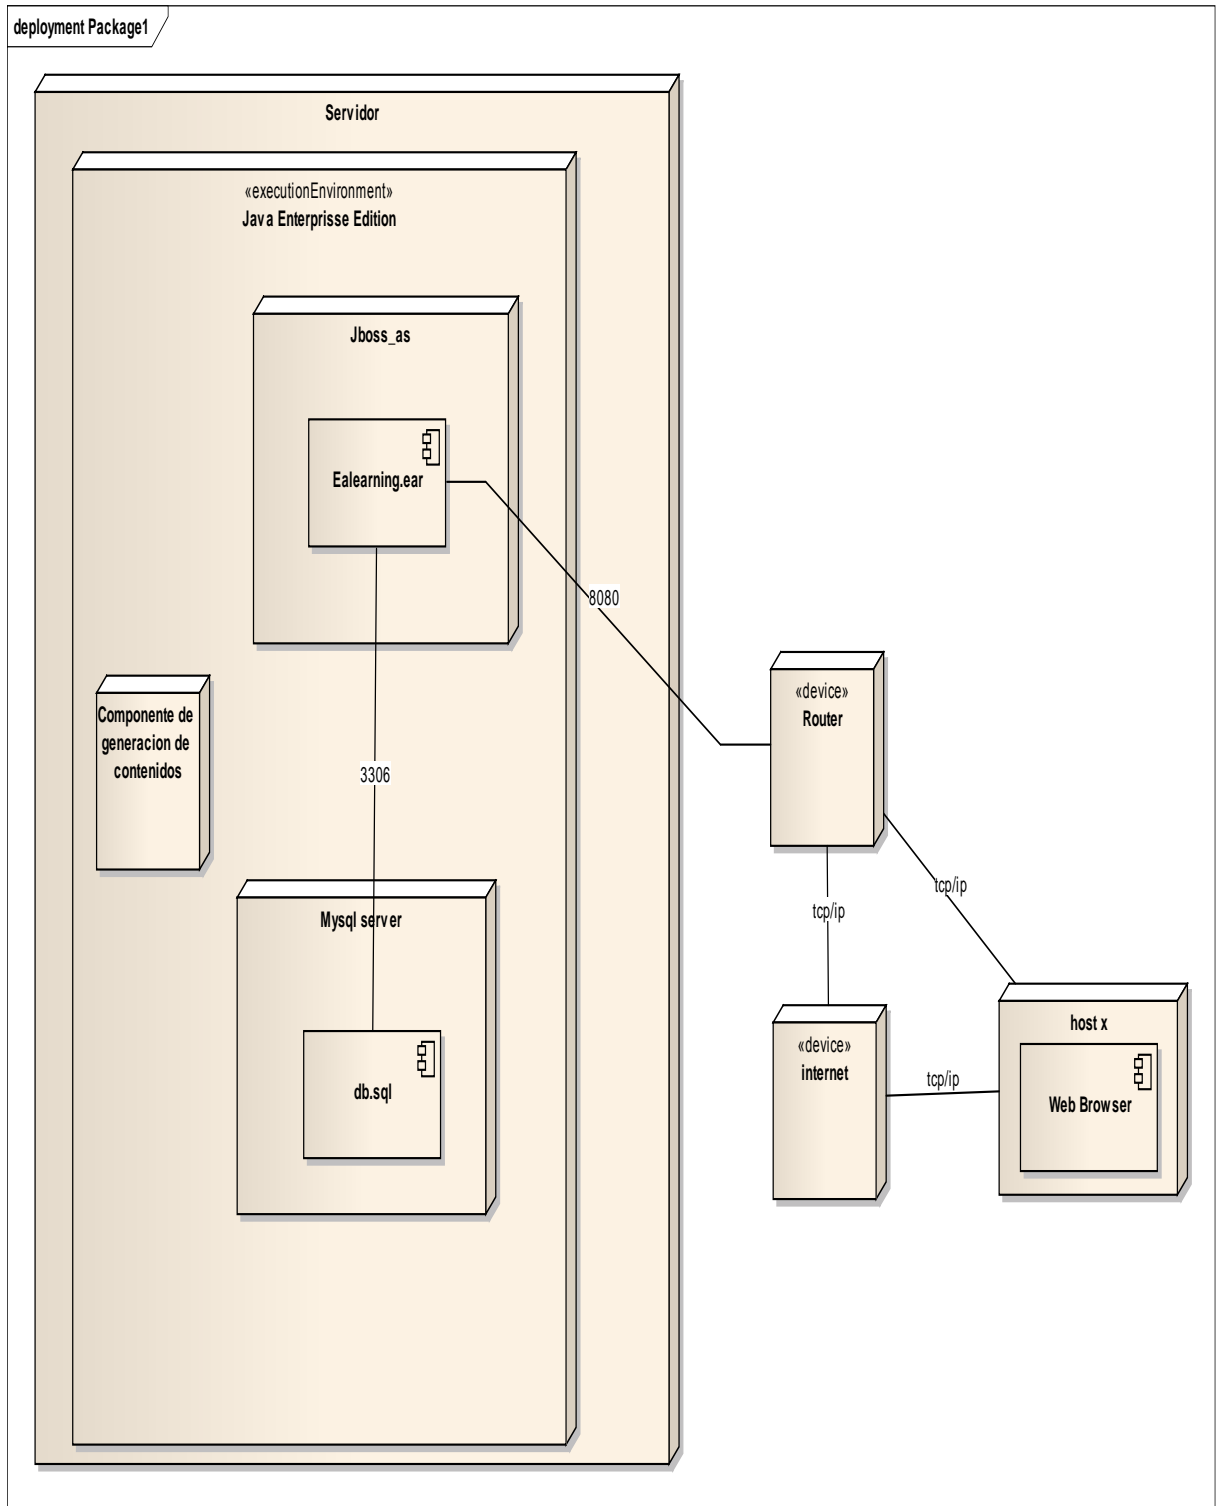 deployment Package1
Servidor
«executionEnvironment»
Java Enterprisse Edition
Jboss_as
Ealearning.ear
8080
«device»
Router
Componente de
generacion de
contenidos
3306
tcp/ip
tcp/ip
Mysql server
db.sql
«device»
internet
tcp/ip
host x
Web Browser